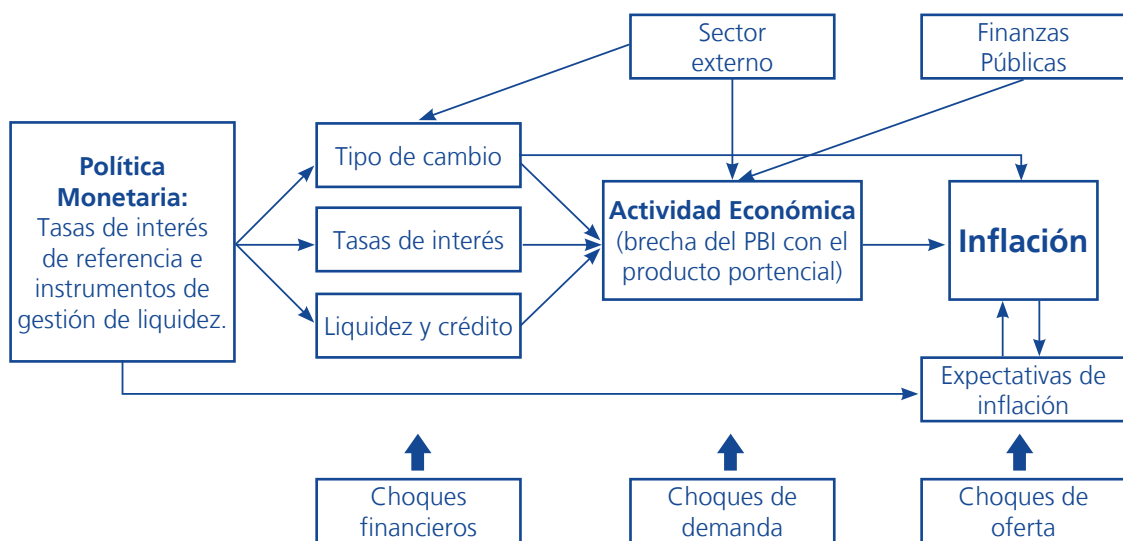 Sector
externo
Finanzas
Públicas
Política
Monetaria:
Tasas de interés
de referencia e
instrumentos de
gestión de liquidez.
Tipo de cambio
Tasas de interés
Liquidez y crédito
Actividad Económica
(brecha del PBI con el
producto portencial)
Inflación
Expectativas de
inflación
Choques
financieros
Choques de
demanda
Choques de
oferta